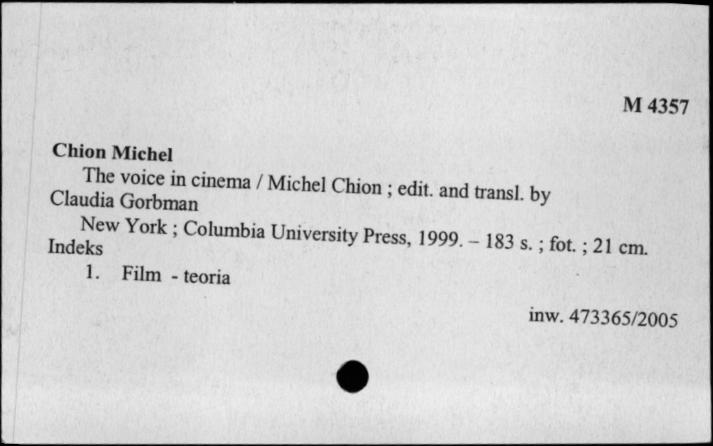 M 4357
Chion Michel
The voice in cinema / Michel Chion ; edit. and transl. by
Claudia Gorbman
New York ; Columbia University Press, 1999. – 183 s. ; fot. ; 21 cm.
Indeks
1. Film - teoria
inw. 473365/2005